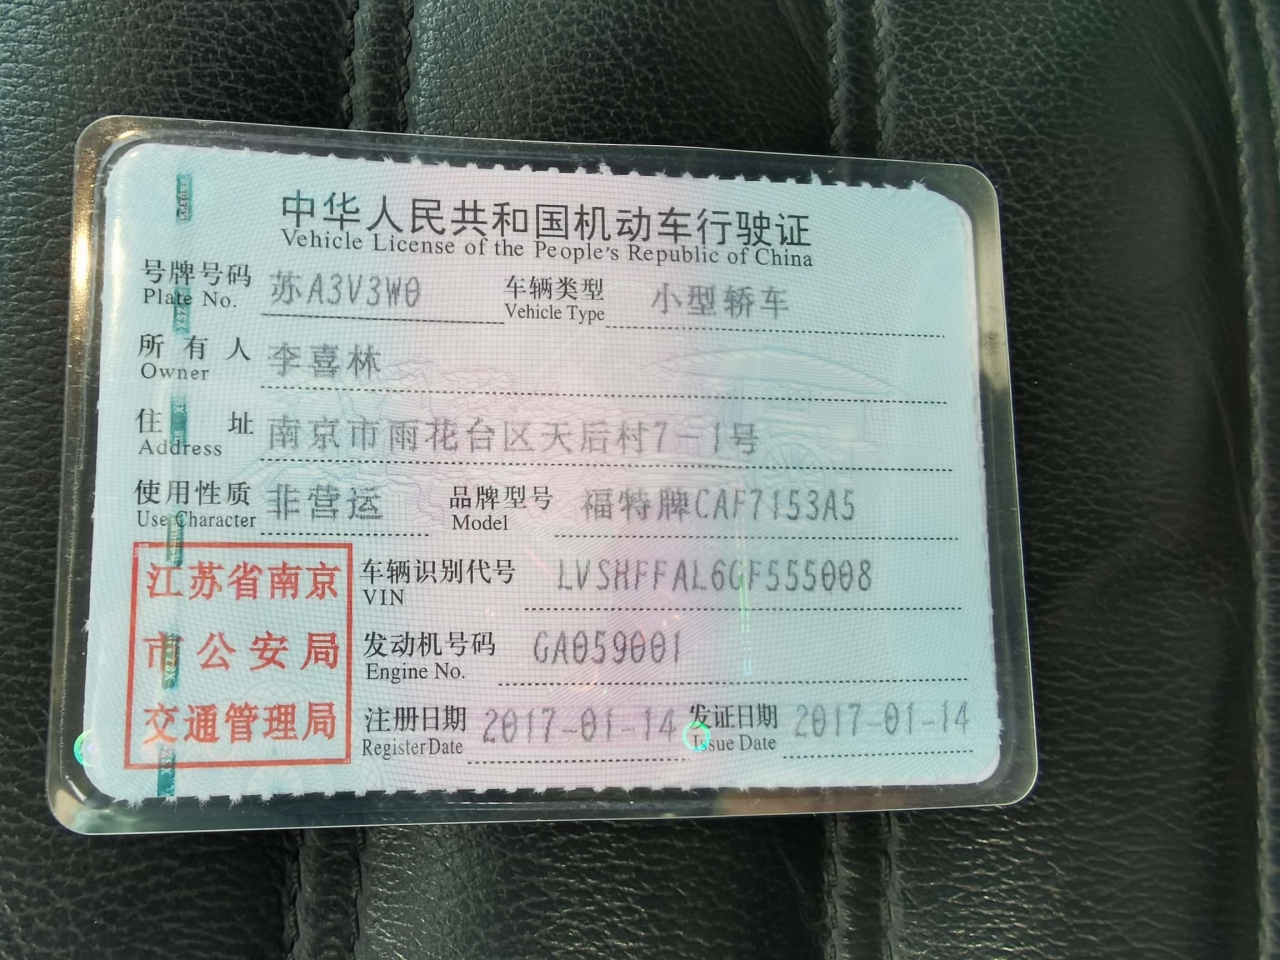 中华人民共和国机动车行驶证
Vehicle License of the People's Republic of China
号牌号码 苏A3V3W0 车辆类型 小型轿车
Plate No. Vehicle Type
所有人 李喜林
Owner
住址 南京市雨花台区天后村7-1号
Address
使用性质 非营运 品牌型号 福特牌CAF7153A5
Use Character Model
江苏省南京
市公安局
交通管理局
车辆识别代号 LVSHFFAL6GF555008
VIN
发动机号码 GA059001
Engine No.
注册日期 2017-01-14 发证日期 2017-01-14
Register Date Issue Date